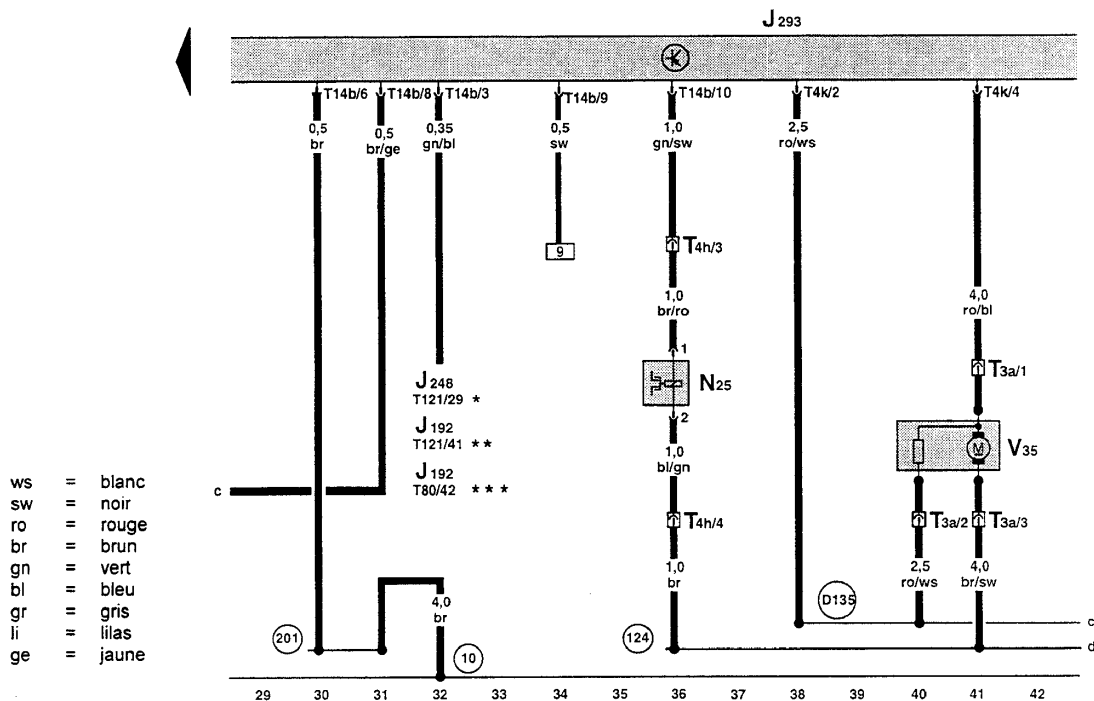 J293
T14b/6 T14b/8 T14b/3 T14b/9 T14b/10 T4k/2 T4k/4
0,5 br
0,5 br/ge
0,35 gn/bl
0,5 sw
1,0 gn/sw
2,5 ro/ws
9
T4h/3
1,0 br/ro
4,0 ro/bl
1
T3a/1
J248
T121/29 *
N25
J192
T121/41 **
2
V35
M
J192
T80/42 ***
1,0 bl/gn
c
T4h/4
T3a/2 T3a/3
ws = blanc
sw = noir
ro = rouge
br = brun
gn = vert
bl = bleu
gr = gris
li = lilas
ge = jaune
1,0 br
2,5 ro/ws
4,0 br/sw
4,0 br
D135
c
201
124
d
10
29 30 31 32 33 34 35 36 37 38 39 40 41 42